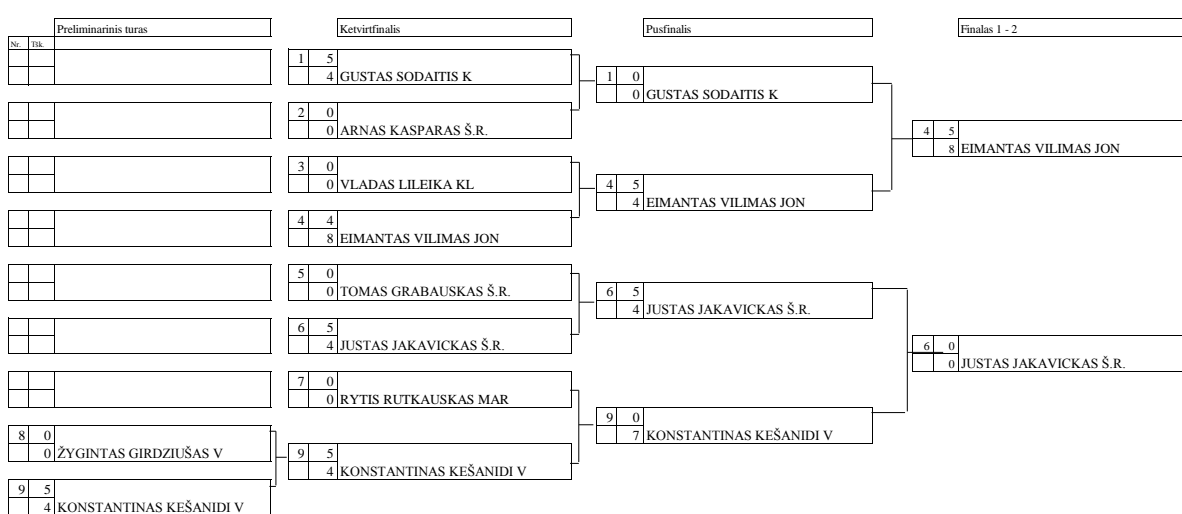 Preliminarinis turas Ketvirtfinalis Pusfinalis Finalas 1 - 2
Nr. Tšk.
1 5
4 GUSTAS SODAITIS K
2 0
0 ARNAS KASPARAS Š.R.
3 0
0 VLADAS LILEIKA KL
4 4
8 EIMANTAS VILIMAS JON
5 0
0 TOMAS GRABAUSKAS Š.R.
6 5
4 JUSTAS JAKAVICKAS Š.R.
7 0
0 RYTIS RUTKAUSKAS MAR
8 0
0 ŽYGINTAS GIRDZIUŠAS V
9 5
4 KONSTANTINAS KEŠANIDI V
9 5
4 KONSTANTINAS KEŠANIDI V
1 0
0 GUSTAS SODAITIS K
4 5
4 EIMANTAS VILIMAS JON
6 5
4 JUSTAS JAKAVICKAS Š.R.
9 0
7 KONSTANTINAS KEŠANIDI V
4 5
8 EIMANTAS VILIMAS JON
6 0
0 JUSTAS JAKAVICKAS Š.R.